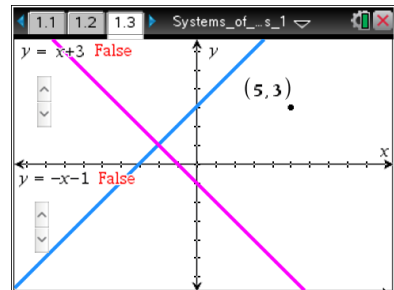 1.1 1.2 1.3 Systems_of_…s_1
y = x+3 False
y
(5,3)
x
y = -x-1 False